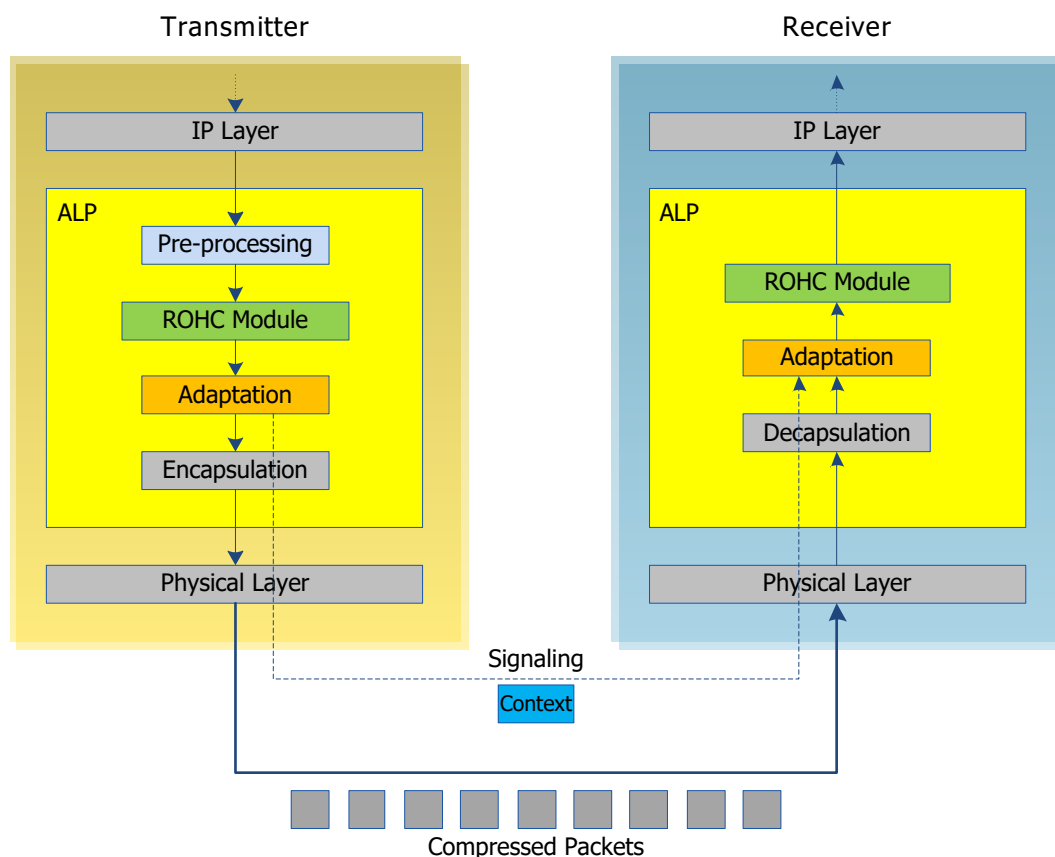 Transmitter
IP Layer
ALP
Pre-processing
ROHC Module
Adaptation
Encapsulation
Physical Layer
Receiver
IP Layer
ALP
ROHC Module
Adaptation
Decapsulation
Physical Layer
Signaling
Context
Compressed Packets